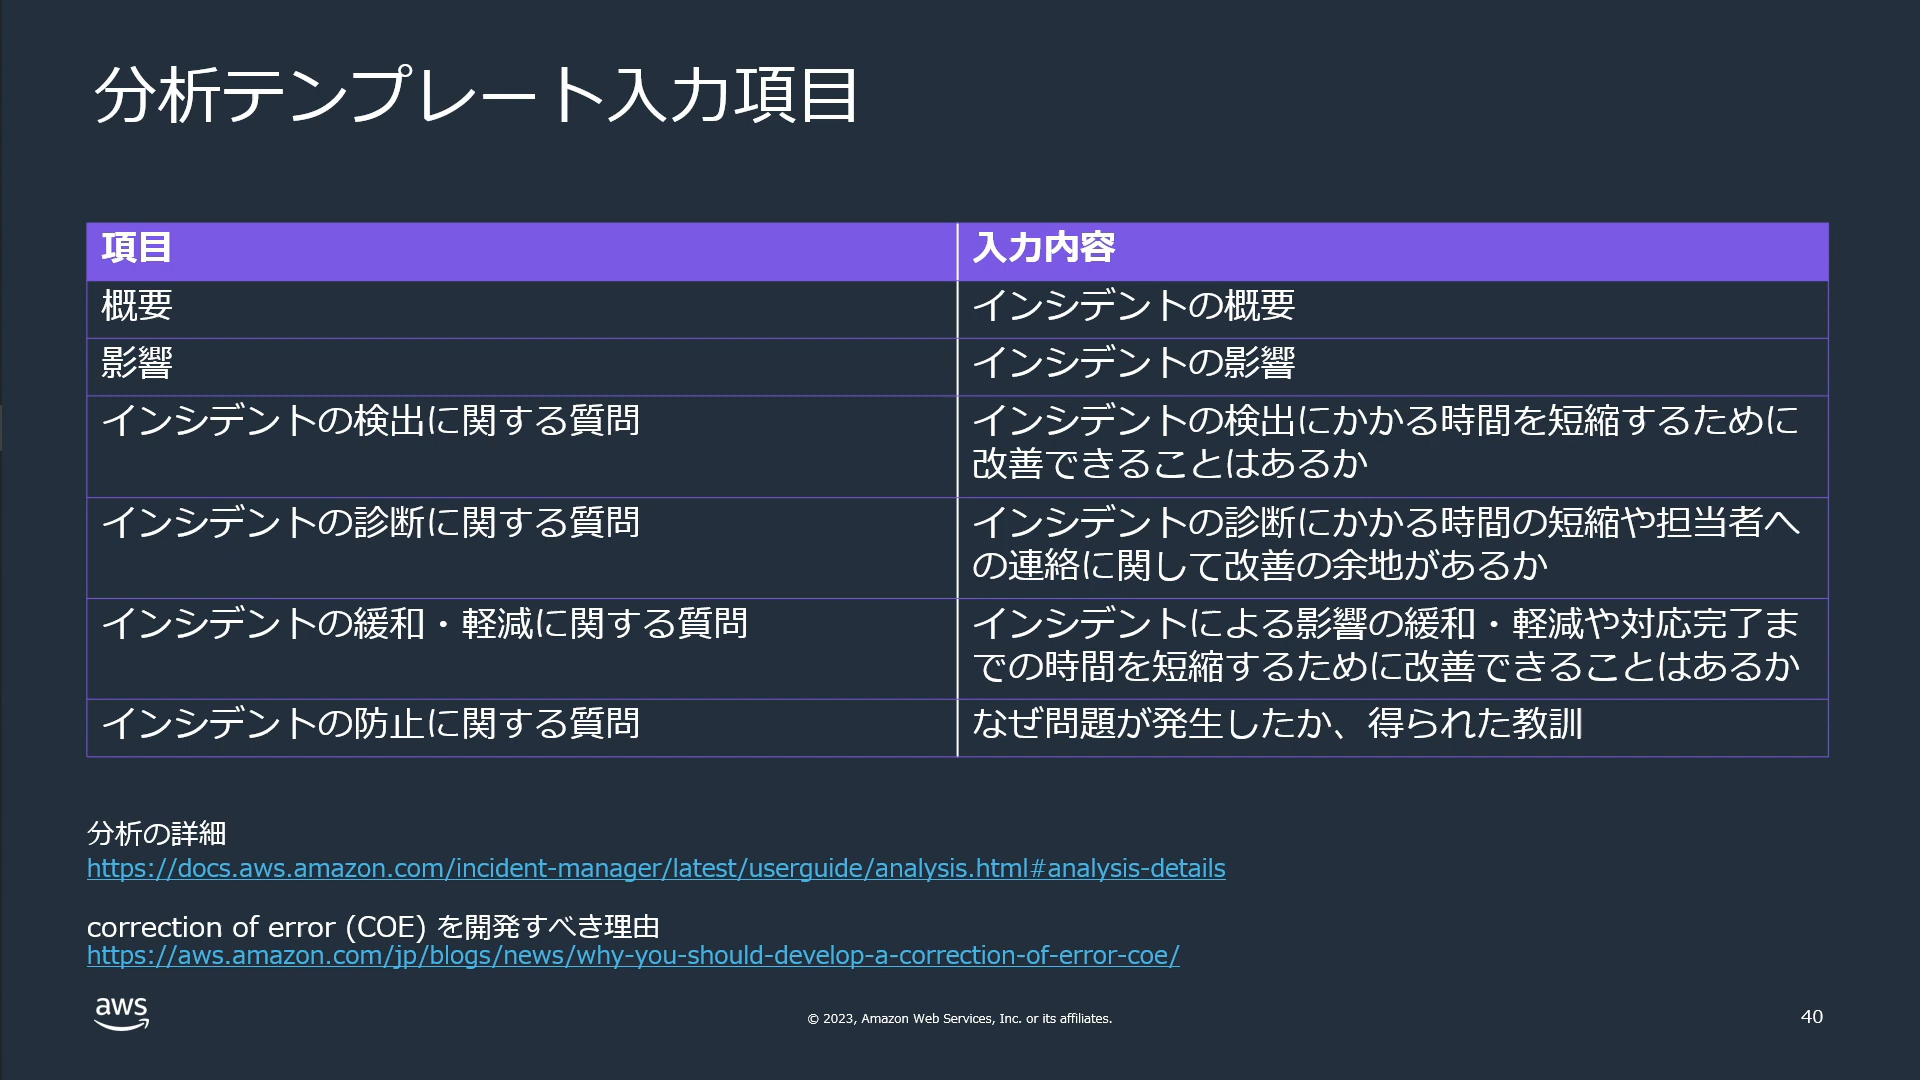 分析テンプレート入力項目
項目 入力内容
概要 インシデントの概要
影響 インシデントの影響
インシデントの検出に関する質問 インシデントの検出にかかる時間を短縮するために
改善できることはあるか
インシデントの診断に関する質問 インシデントの診断にかかる時間の短縮や担当者へ
の連絡に関して改善の余地があるか
インシデントの緩和・軽減に関する質問 インシデントによる影響の緩和・軽減や対応完了ま
での時間を短縮するために改善できることはあるか
インシデントの防止に関する質問 なぜ問題が発生したか、得られた教訓
分析の詳細
https://docs.aws.amazon.com/incident-manager/latest/userguide/analysis.html#analysis-details
correction of error (COE) を開発すべき理由
https://aws.amazon.com/jp/blogs/news/why-you-should-develop-a-correction-of-error-coe/
aws
© 2023, Amazon Web Services, Inc. or its affiliates.
40